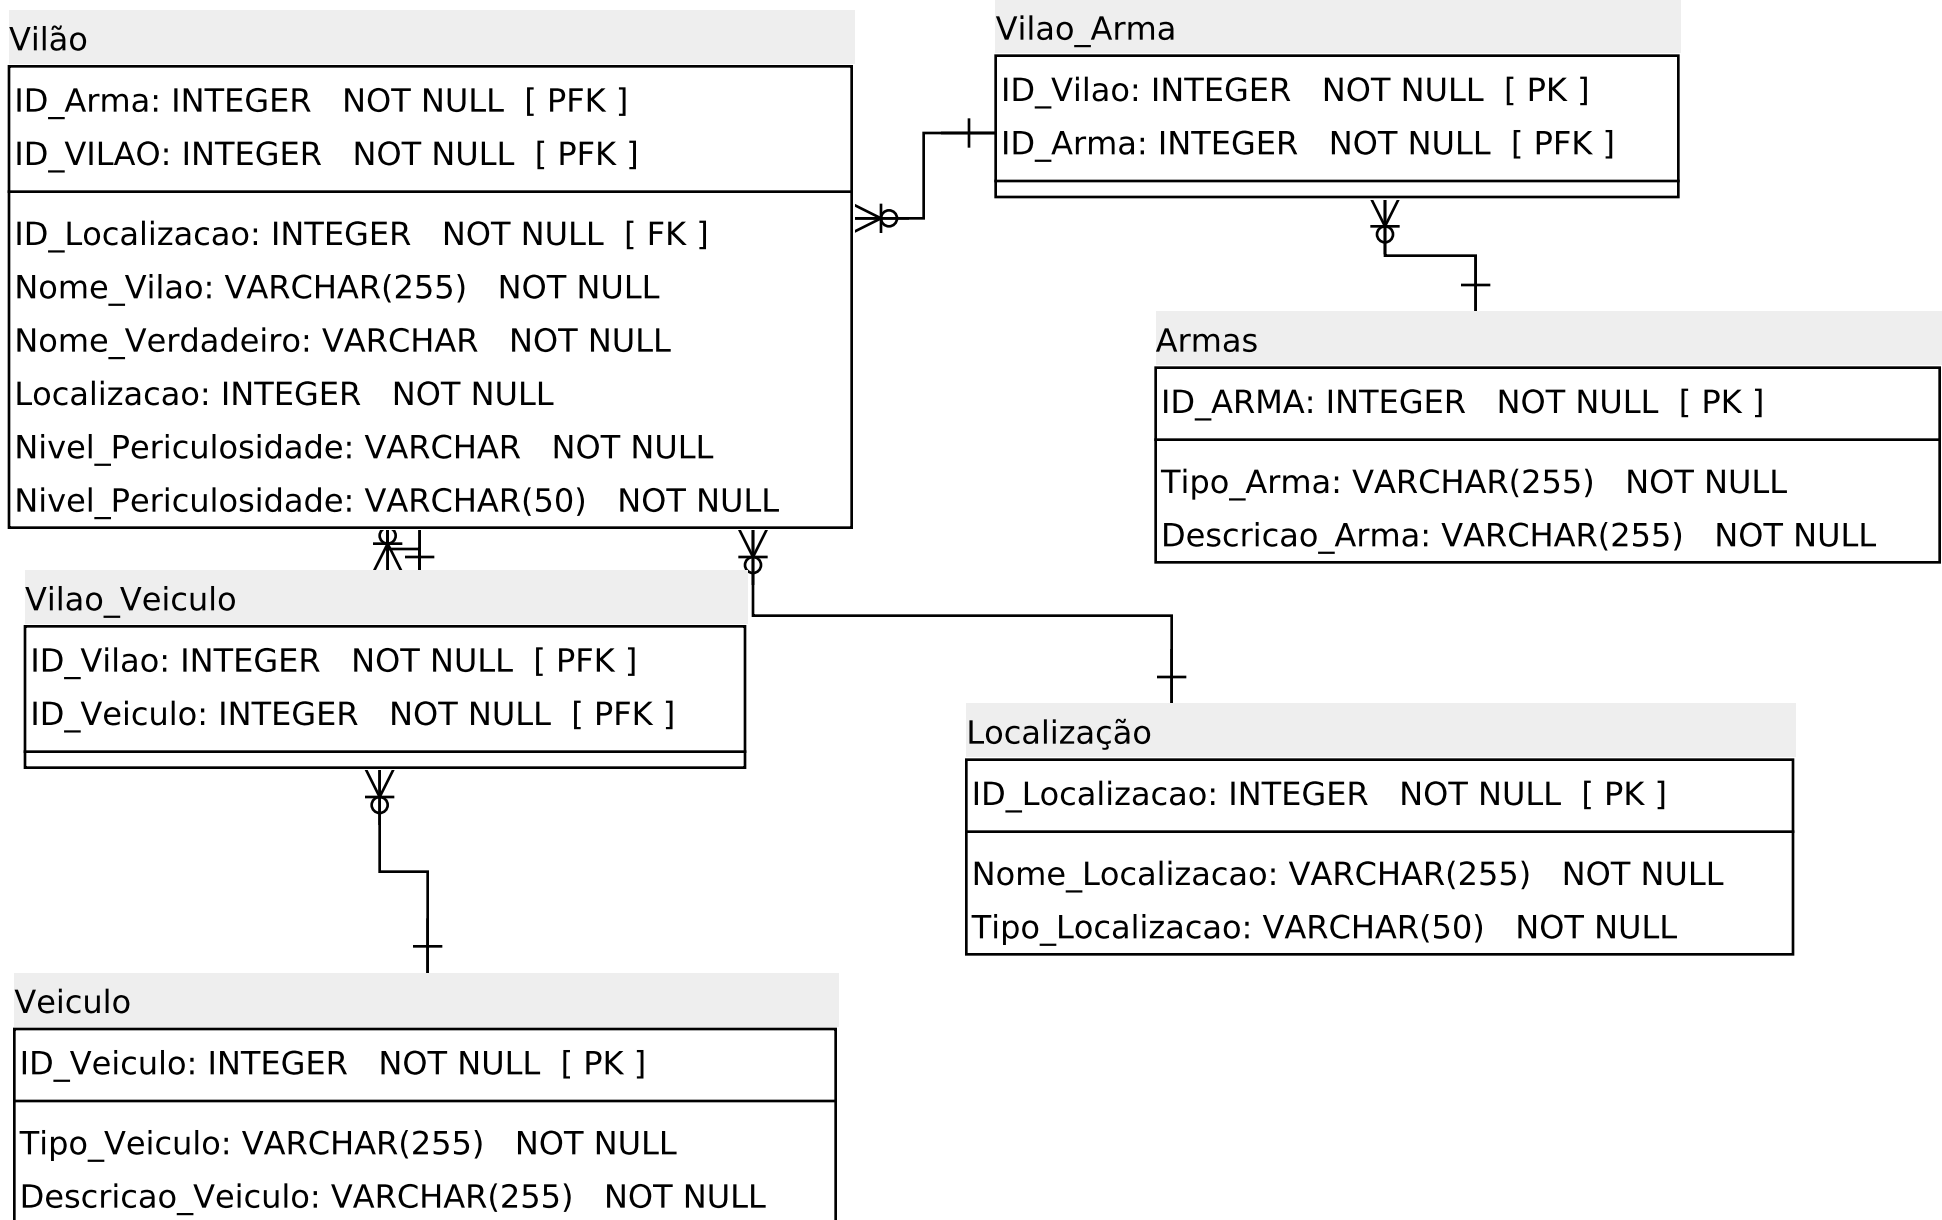 Vilão
ID_Arma: INTEGER NOT NULL [ PFK ]
ID_VILAO: INTEGER NOT NULL [ PFK ]
ID_Localizacao: INTEGER NOT NULL [ FK ]
Nome_Vilao: VARCHAR(255) NOT NULL
Nome_Verdadeiro: VARCHAR NOT NULL
Localizacao: INTEGER NOT NULL
Nivel_Periculosidade: VARCHAR NOT NULL
Nivel_Periculosidade: VARCHAR(50) NOT NULL
Vilao_Arma
ID_Vilao: INTEGER NOT NULL [ PK ]
ID_Arma: INTEGER NOT NULL [ PFK ]
Armas
ID_ARMA: INTEGER NOT NULL [ PK ]
Tipo_Arma: VARCHAR(255) NOT NULL
Descricao_Arma: VARCHAR(255) NOT NULL
Vilao_Veiculo
ID_Vilao: INTEGER NOT NULL [ PFK ]
ID_Veiculo: INTEGER NOT NULL [ PFK ]
Localização
ID_Localizacao: INTEGER NOT NULL [ PK ]
Nome_Localizacao: VARCHAR(255) NOT NULL
Tipo_Localizacao: VARCHAR(50) NOT NULL
Veiculo
ID_Veiculo: INTEGER NOT NULL [ PK ]
Tipo_Veiculo: VARCHAR(255) NOT NULL
Descricao_Veiculo: VARCHAR(255) NOT NULL